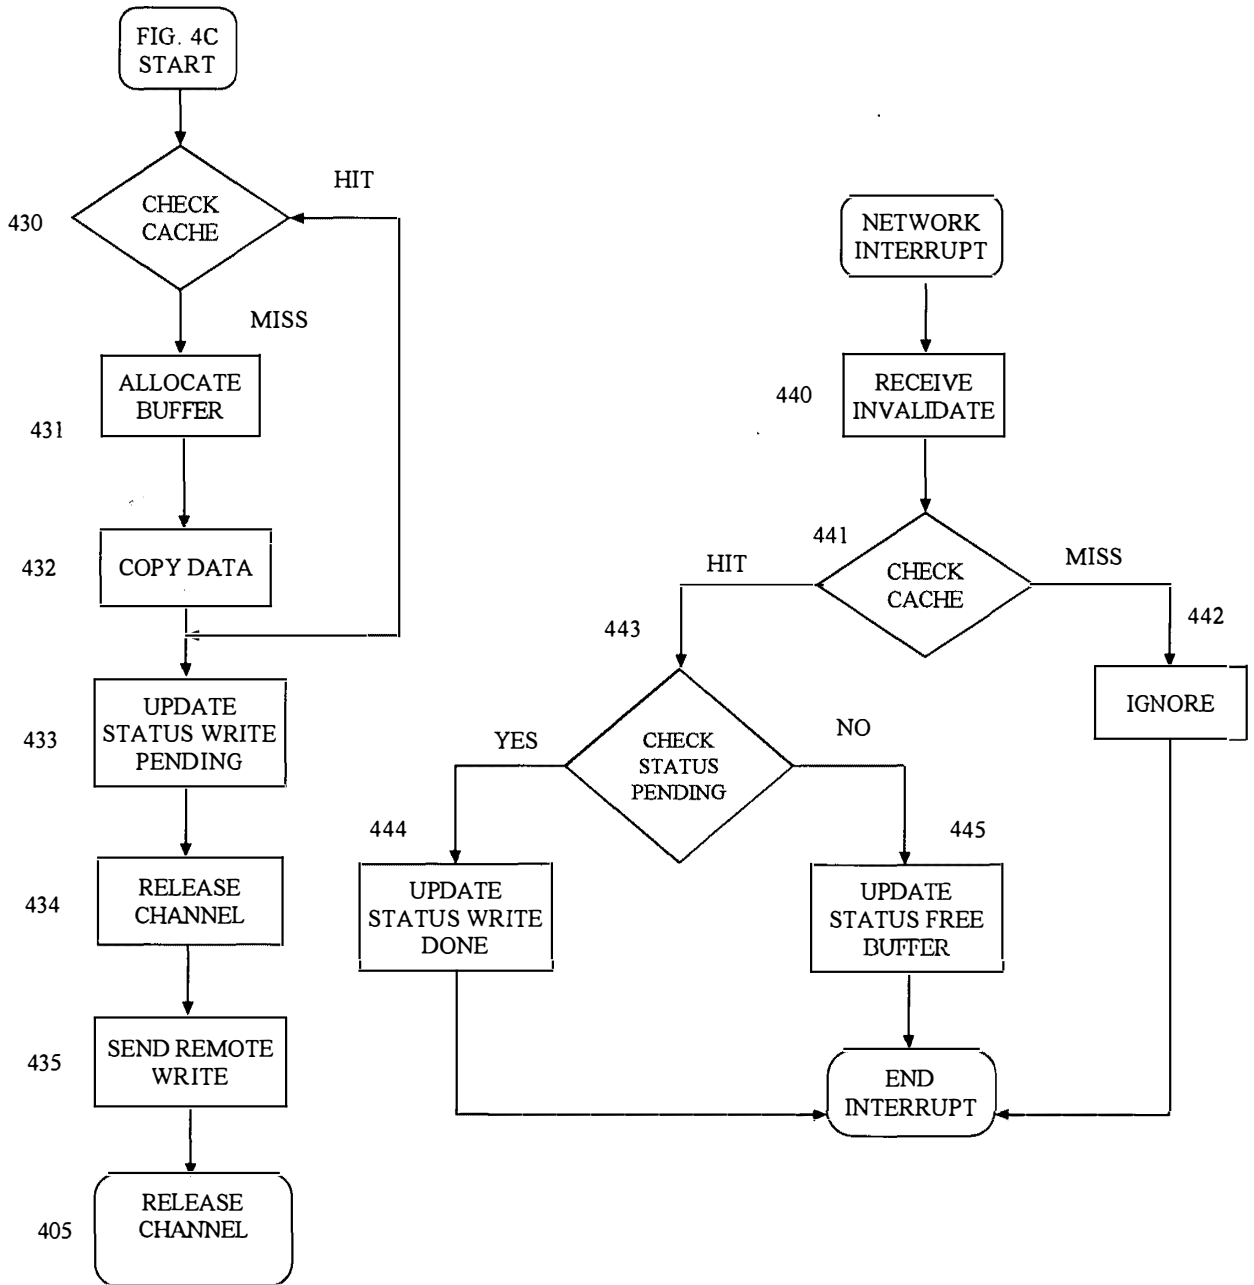 FIG. 4C
START
HIT
430
CHECK
CACHE
MISS
431
ALLOCATE
BUFFER
432
COPY DATA
433
UPDATE
STATUS WRITE
PENDING
434
RELEASE
CHANNEL
435
SEND REMOTE
WRITE
405
RELEASE
CHANNEL
NETWORK
INTERRUPT
440
RECEIVE
INVALIDATE
441
HIT
CHECK
CACHE
MISS
443
442
IGNORE
YES
CHECK
STATUS
PENDING
NO
444
UPDATE
STATUS WRITE
DONE
445
UPDATE
STATUS FREE
BUFFER
END
INTERRUPT